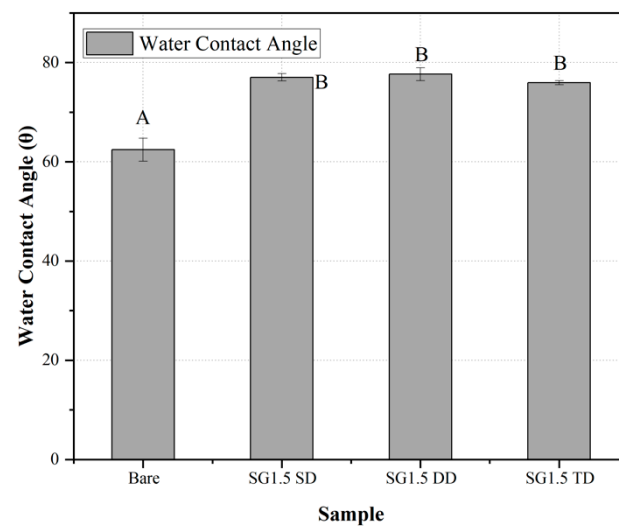 Water Contact Angle
80
60
40
20
0
Water Contact Angle (θ)
A
B
B
B
Bare
SG1.5 SD
SG1.5 DD
SG1.5 TD
Sample